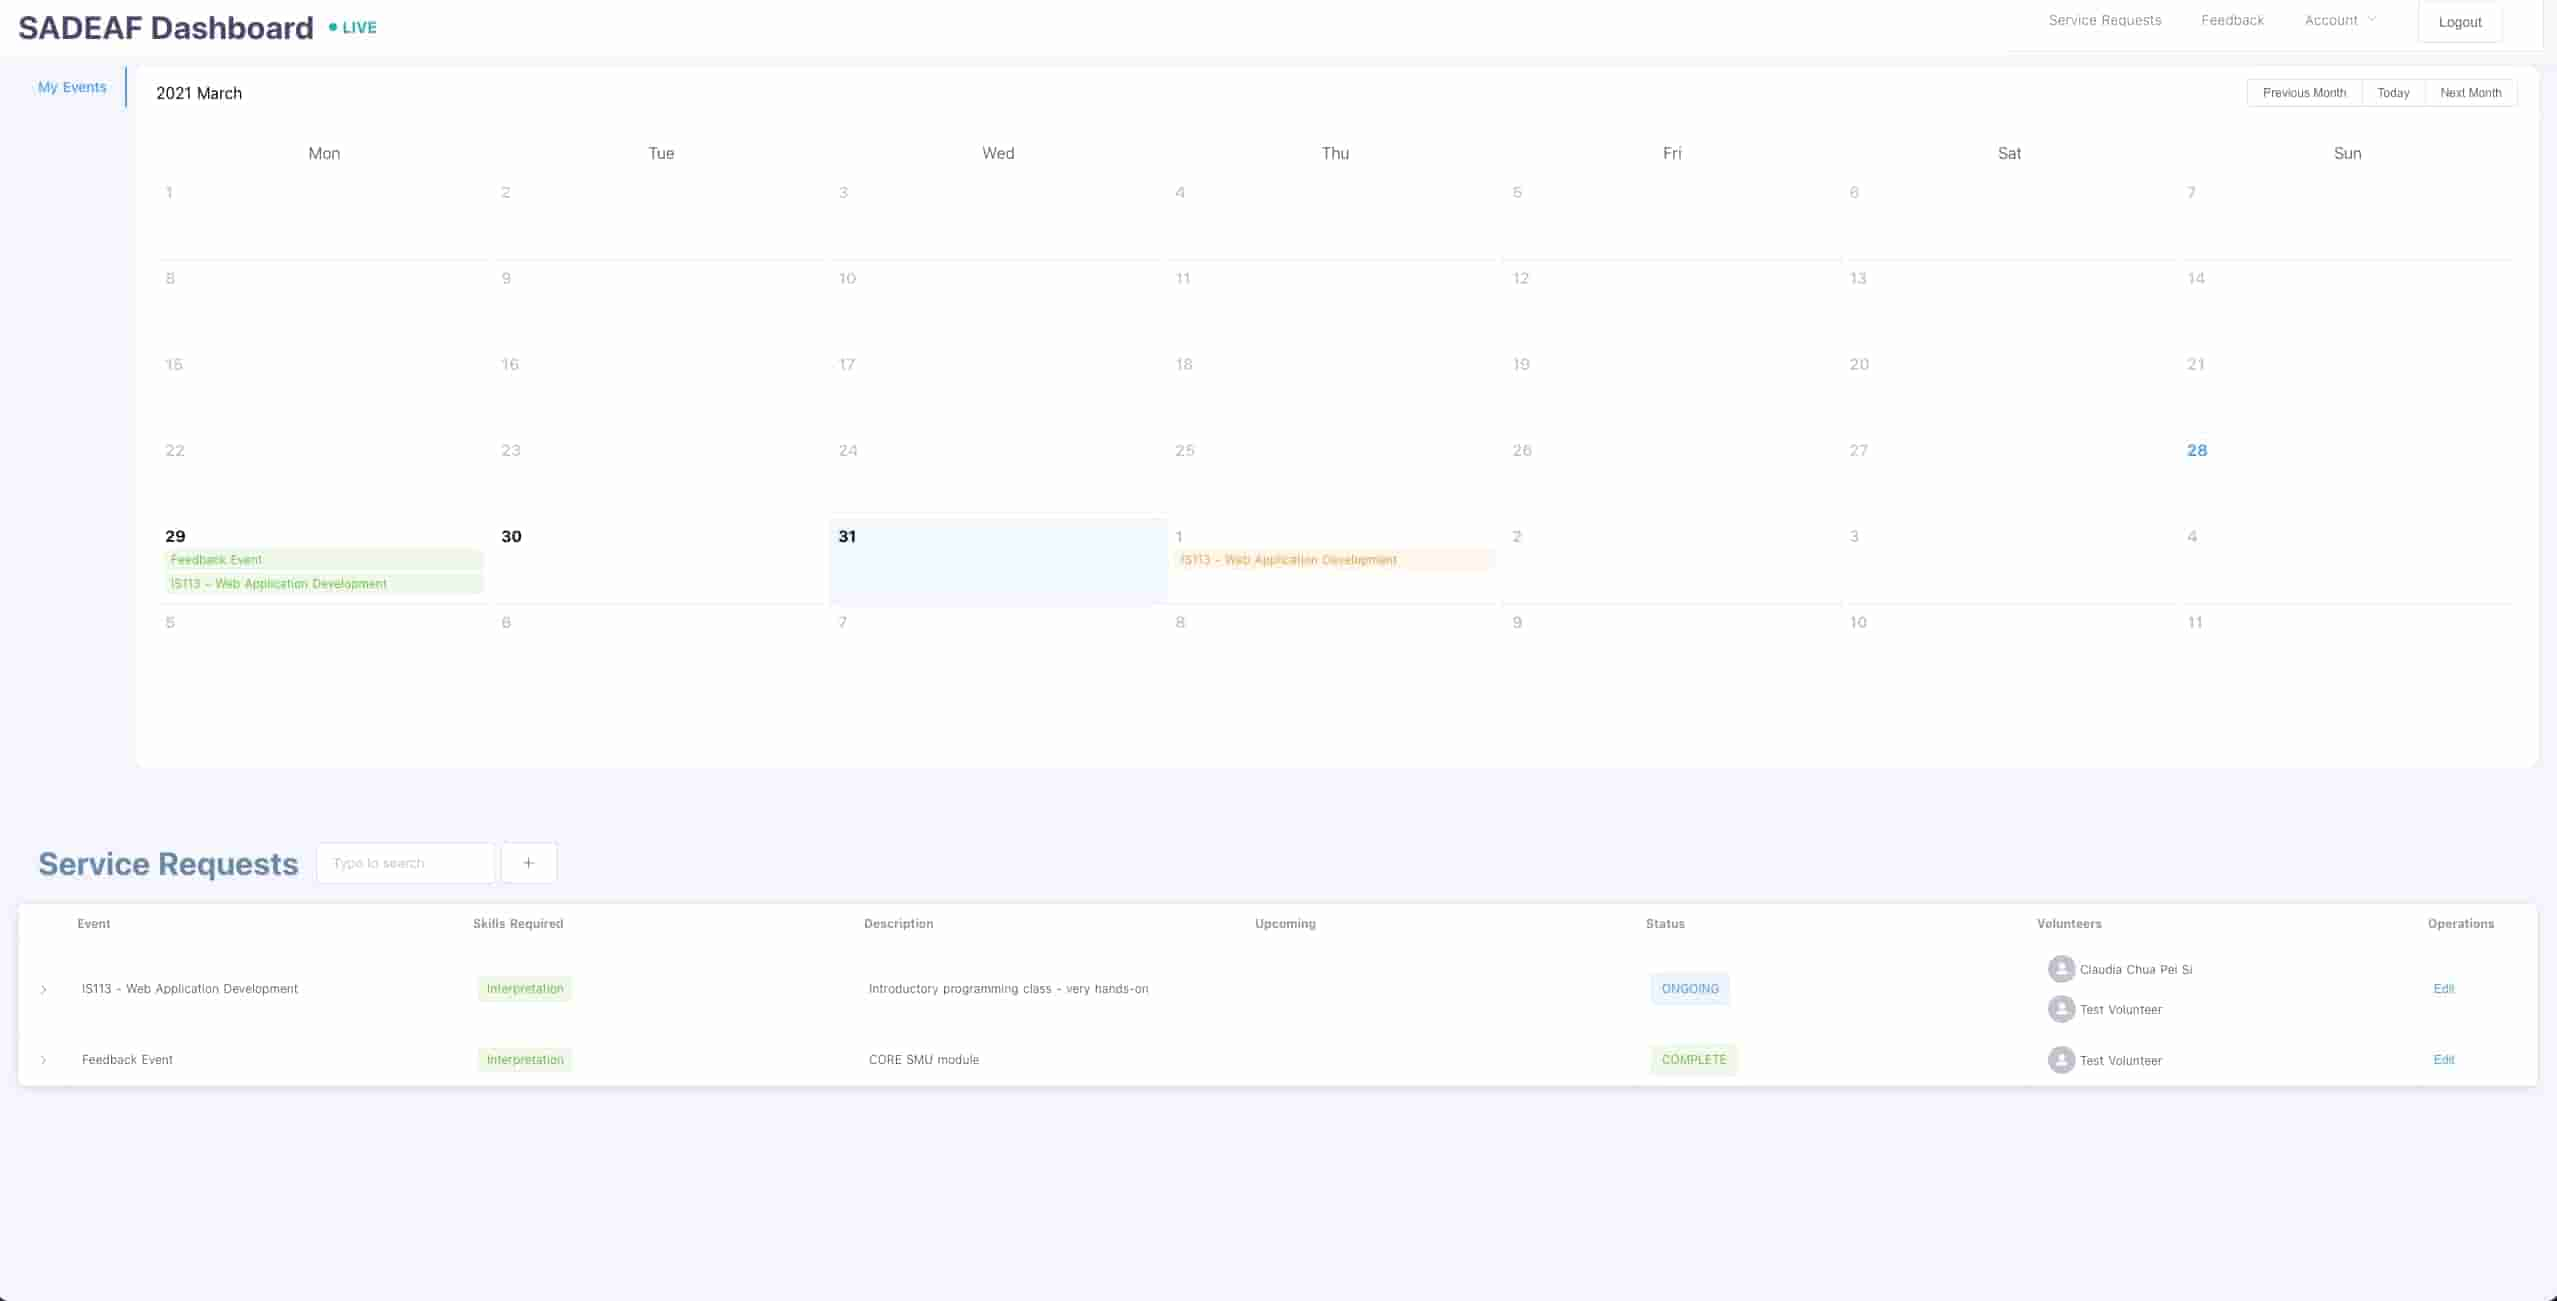 SADEAF Dashboard • LIVE
Service Requests Feedback Account Logout
My Events
2021 March
Previous Month Today Next Month
Mon Tue Wed Thu Fri Sat Sun
1 2 3 4 5 6 7
8 9 10 11 12 13 14
15 16 17 18 19 20 21
22 23 24 25 26 27 28
29 30 31 1 2 3 4
Feedback Event IS113 - Web Application Development
IS113 - Web Application Development
5 6 7 8 9 10 11
Service Requests Type to search +
Event Skills Required Description Upcoming Status Volunteers Operations
IS113 - Web Application Development Interpretation Introductory programming class - very hands-on ONGOING Claudia Chua Pei Si Edit
Test Volunteer
Feedback Event Interpretation CORE SMU module COMPLETE Test Volunteer Edit